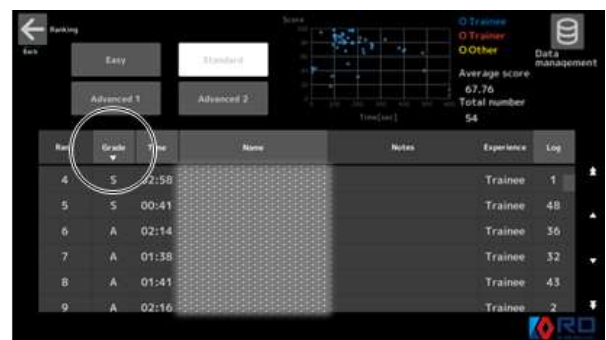 Ranking
Back
Easy
Standard
Advanced 1
Advanced 2
Score
Time[sec]
O Trainee
O Trainer
O Other
Average score
67.76
Total number
54
Data
management
Grade
Name
Notes
Experience
Log
4 S 02:58 Trainee 1
5 S 00:41 Trainee 48
6 A 02:14 Trainee 36
7 A 01:38 Trainee 32
8 A 01:41 Trainee 43
9 A 02:16 Trainee 2